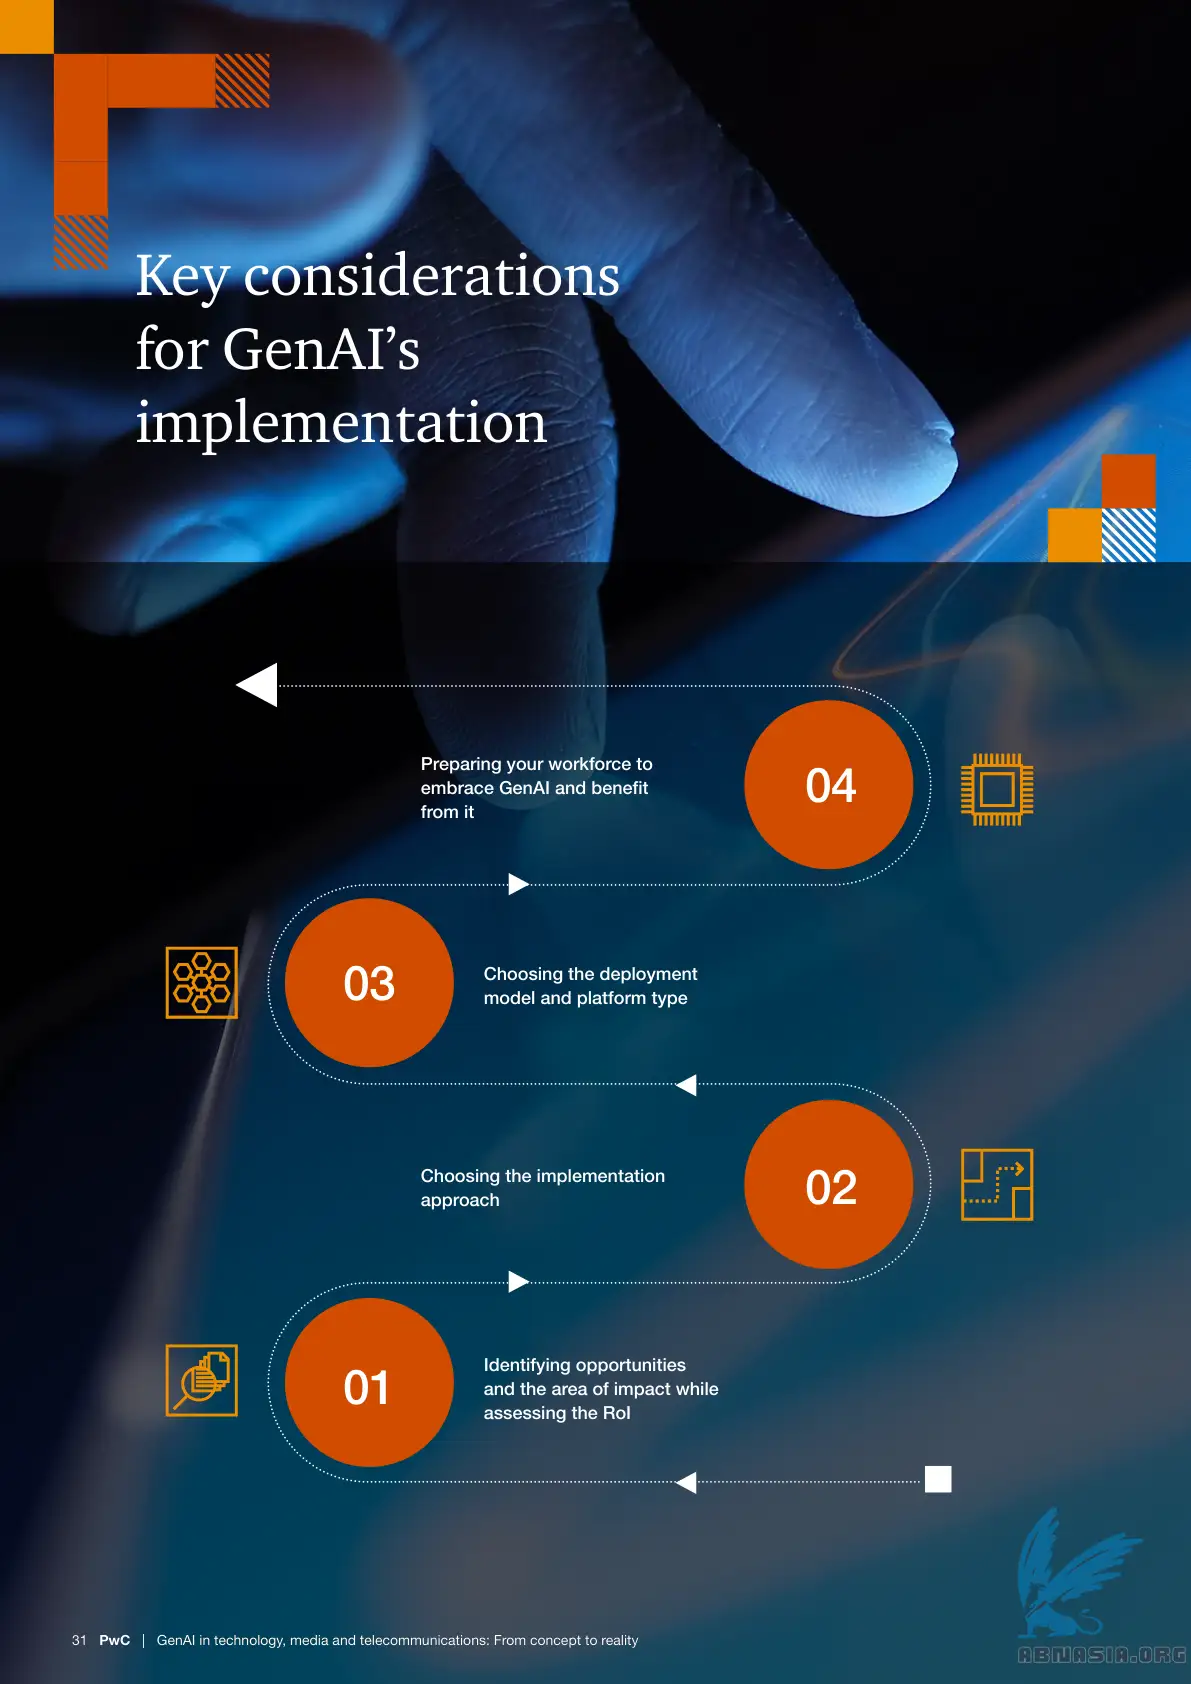 Key considerations
for GenAI’s
implementation
Preparing your workforce to
embrace GenAI and benefit
from it
04
03
Choosing the deployment
model and platform type
Choosing the implementation
approach
02
01
Identifying opportunities
and the area of impact while
assessing the RoI
31 PwC | GenAI in technology, media and telecommunications: From concept to reality
ABNASIA.ORG